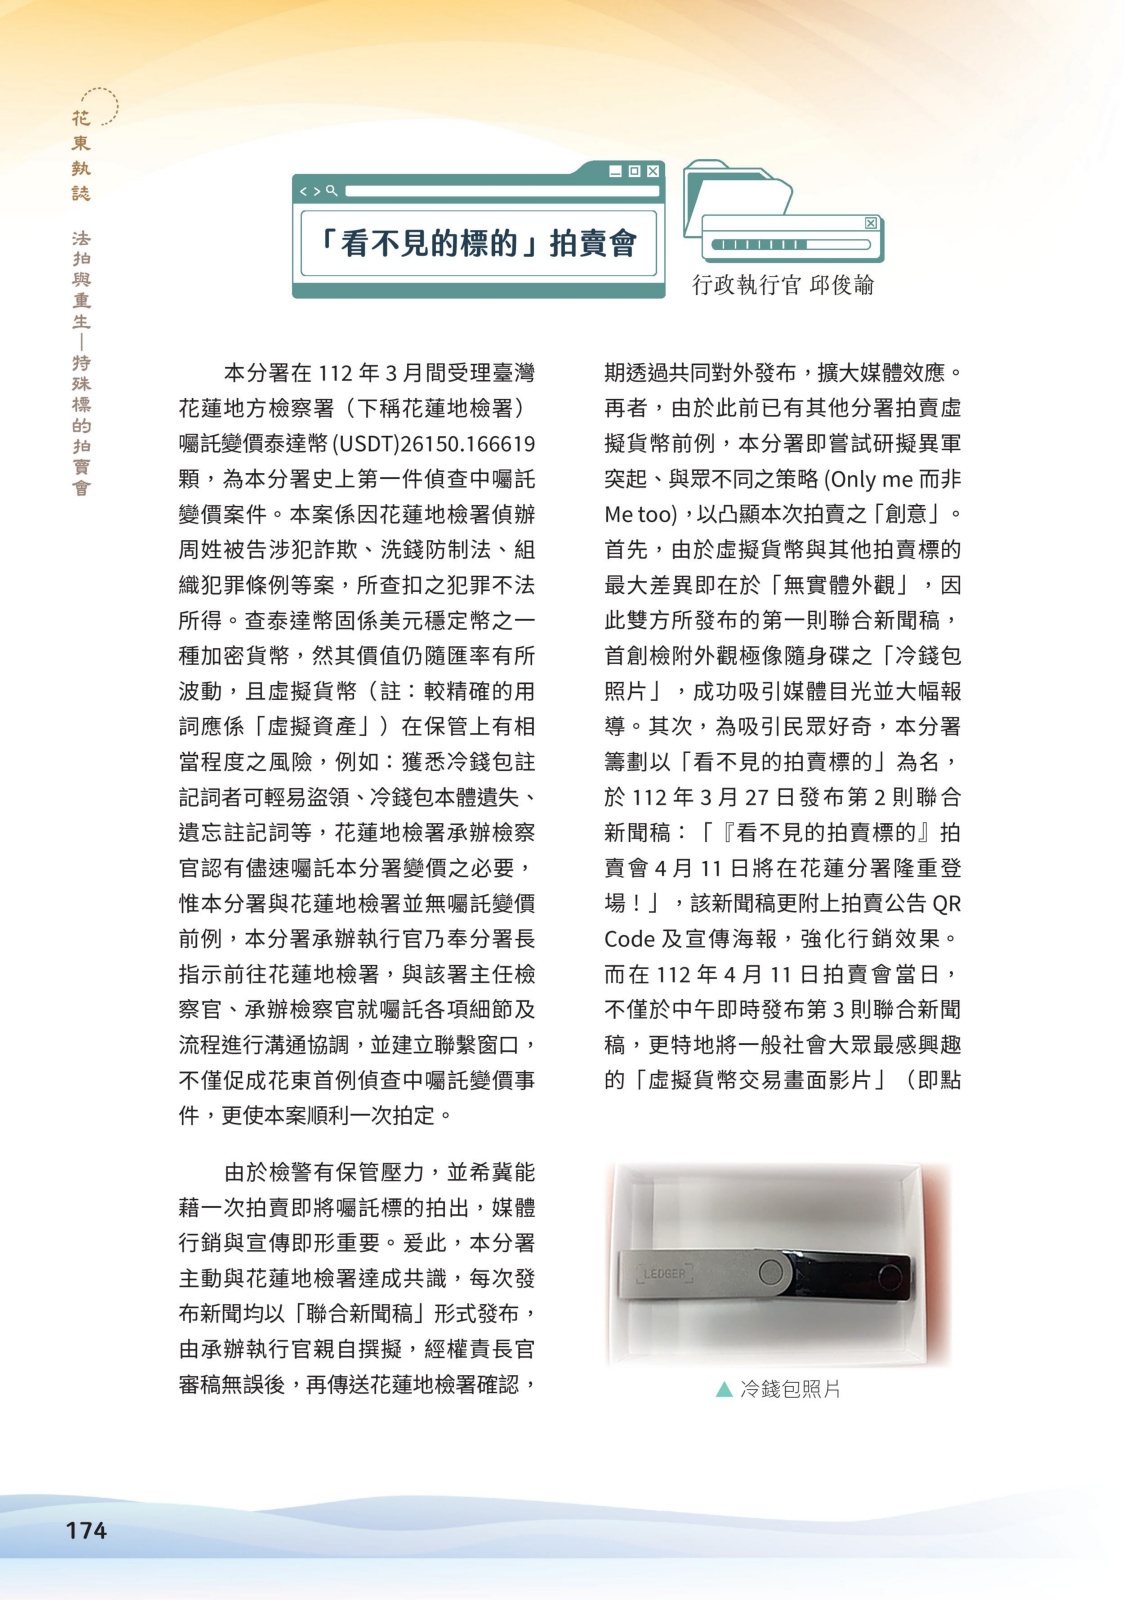 花東執誌　法拍與重生—特殊標的拍賣會
「看不見的標的」拍賣會
行政執行官 邱俊諭
本分署在 112 年 3 月間受理臺灣
花蓮地方檢察署（下稱花蓮地檢署）
囑託變價泰達幣 (USDT)26150.166619
顆，為本分署史上第一件偵查中囑託
變價案件。本案係因花蓮地檢署偵辦
周姓被告涉犯詐欺、洗錢防制法、組
織犯罪條例等案，所查扣之犯罪不法
所得。查泰達幣固係美元穩定幣之一
種加密貨幣，然其價值仍隨匯率有所
波動，且虛擬貨幣（註：較精確的用
詞應係「虛擬資產」）在保管上有相
當程度之風險，例如：獲悉冷錢包註
記詞者可輕易盜領、冷錢包本體遺失、
遺忘註記詞等，花蓮地檢署承辦檢察
官認有儘速囑託本分署變價之必要，
惟本分署與花蓮地檢署並無囑託變價
前例，本分署承辦執行官乃奉分署長
指示前往花蓮地檢署，與該署主任檢
察官、承辦檢察官就囑託各項細節及
流程進行溝通協調，並建立聯繫窗口，
不僅促成花東首例偵查中囑託變價事
件，更使本案順利一次拍定。
由於檢警有保管壓力，並希冀能
藉一次拍賣即將囑託標的拍出，媒體
行銷與宣傳即形重要。爰此，本分署
主動與花蓮地檢署達成共識，每次發
布新聞均以「聯合新聞稿」形式發布，
由承辦執行官親自撰擬，經權責長官
審稿無誤後，再傳送花蓮地檢署確認，
期透過共同對外發布，擴大媒體效應。
再者，由於此前已有其他分署拍賣虛
擬貨幣前例，本分署即嘗試研擬異軍
突起、與眾不同之策略 (Only me 而非
Me too)，以凸顯本次拍賣之「創意」。
首先，由於虛擬貨幣與其他拍賣標的
最大差異即在於「無實體外觀」，因
此雙方所發布的第一則聯合新聞稿，
首創檢附外觀極像隨身碟之「冷錢包
照片」，成功吸引媒體目光並大幅報
導。其次，為吸引民眾好奇，本分署
籌劃以「看不見的拍賣標的」為名，
於 112 年 3 月 27 日發布第 2 則聯合
新聞稿：「『看不見的拍賣標的』拍
賣會 4 月 11 日將在花蓮分署隆重登
場！」，該新聞稿更附上拍賣公告 QR
Code 及宣傳海報，強化行銷效果。
而在 112 年 4 月 11 日拍賣會當日，
不僅於中午即時發布第 3 則聯合新聞
稿，更特地將一般社會大眾最感興趣
的「虛擬貨幣交易畫面影片」（即點
LEDGER
▲ 冷錢包照片
174